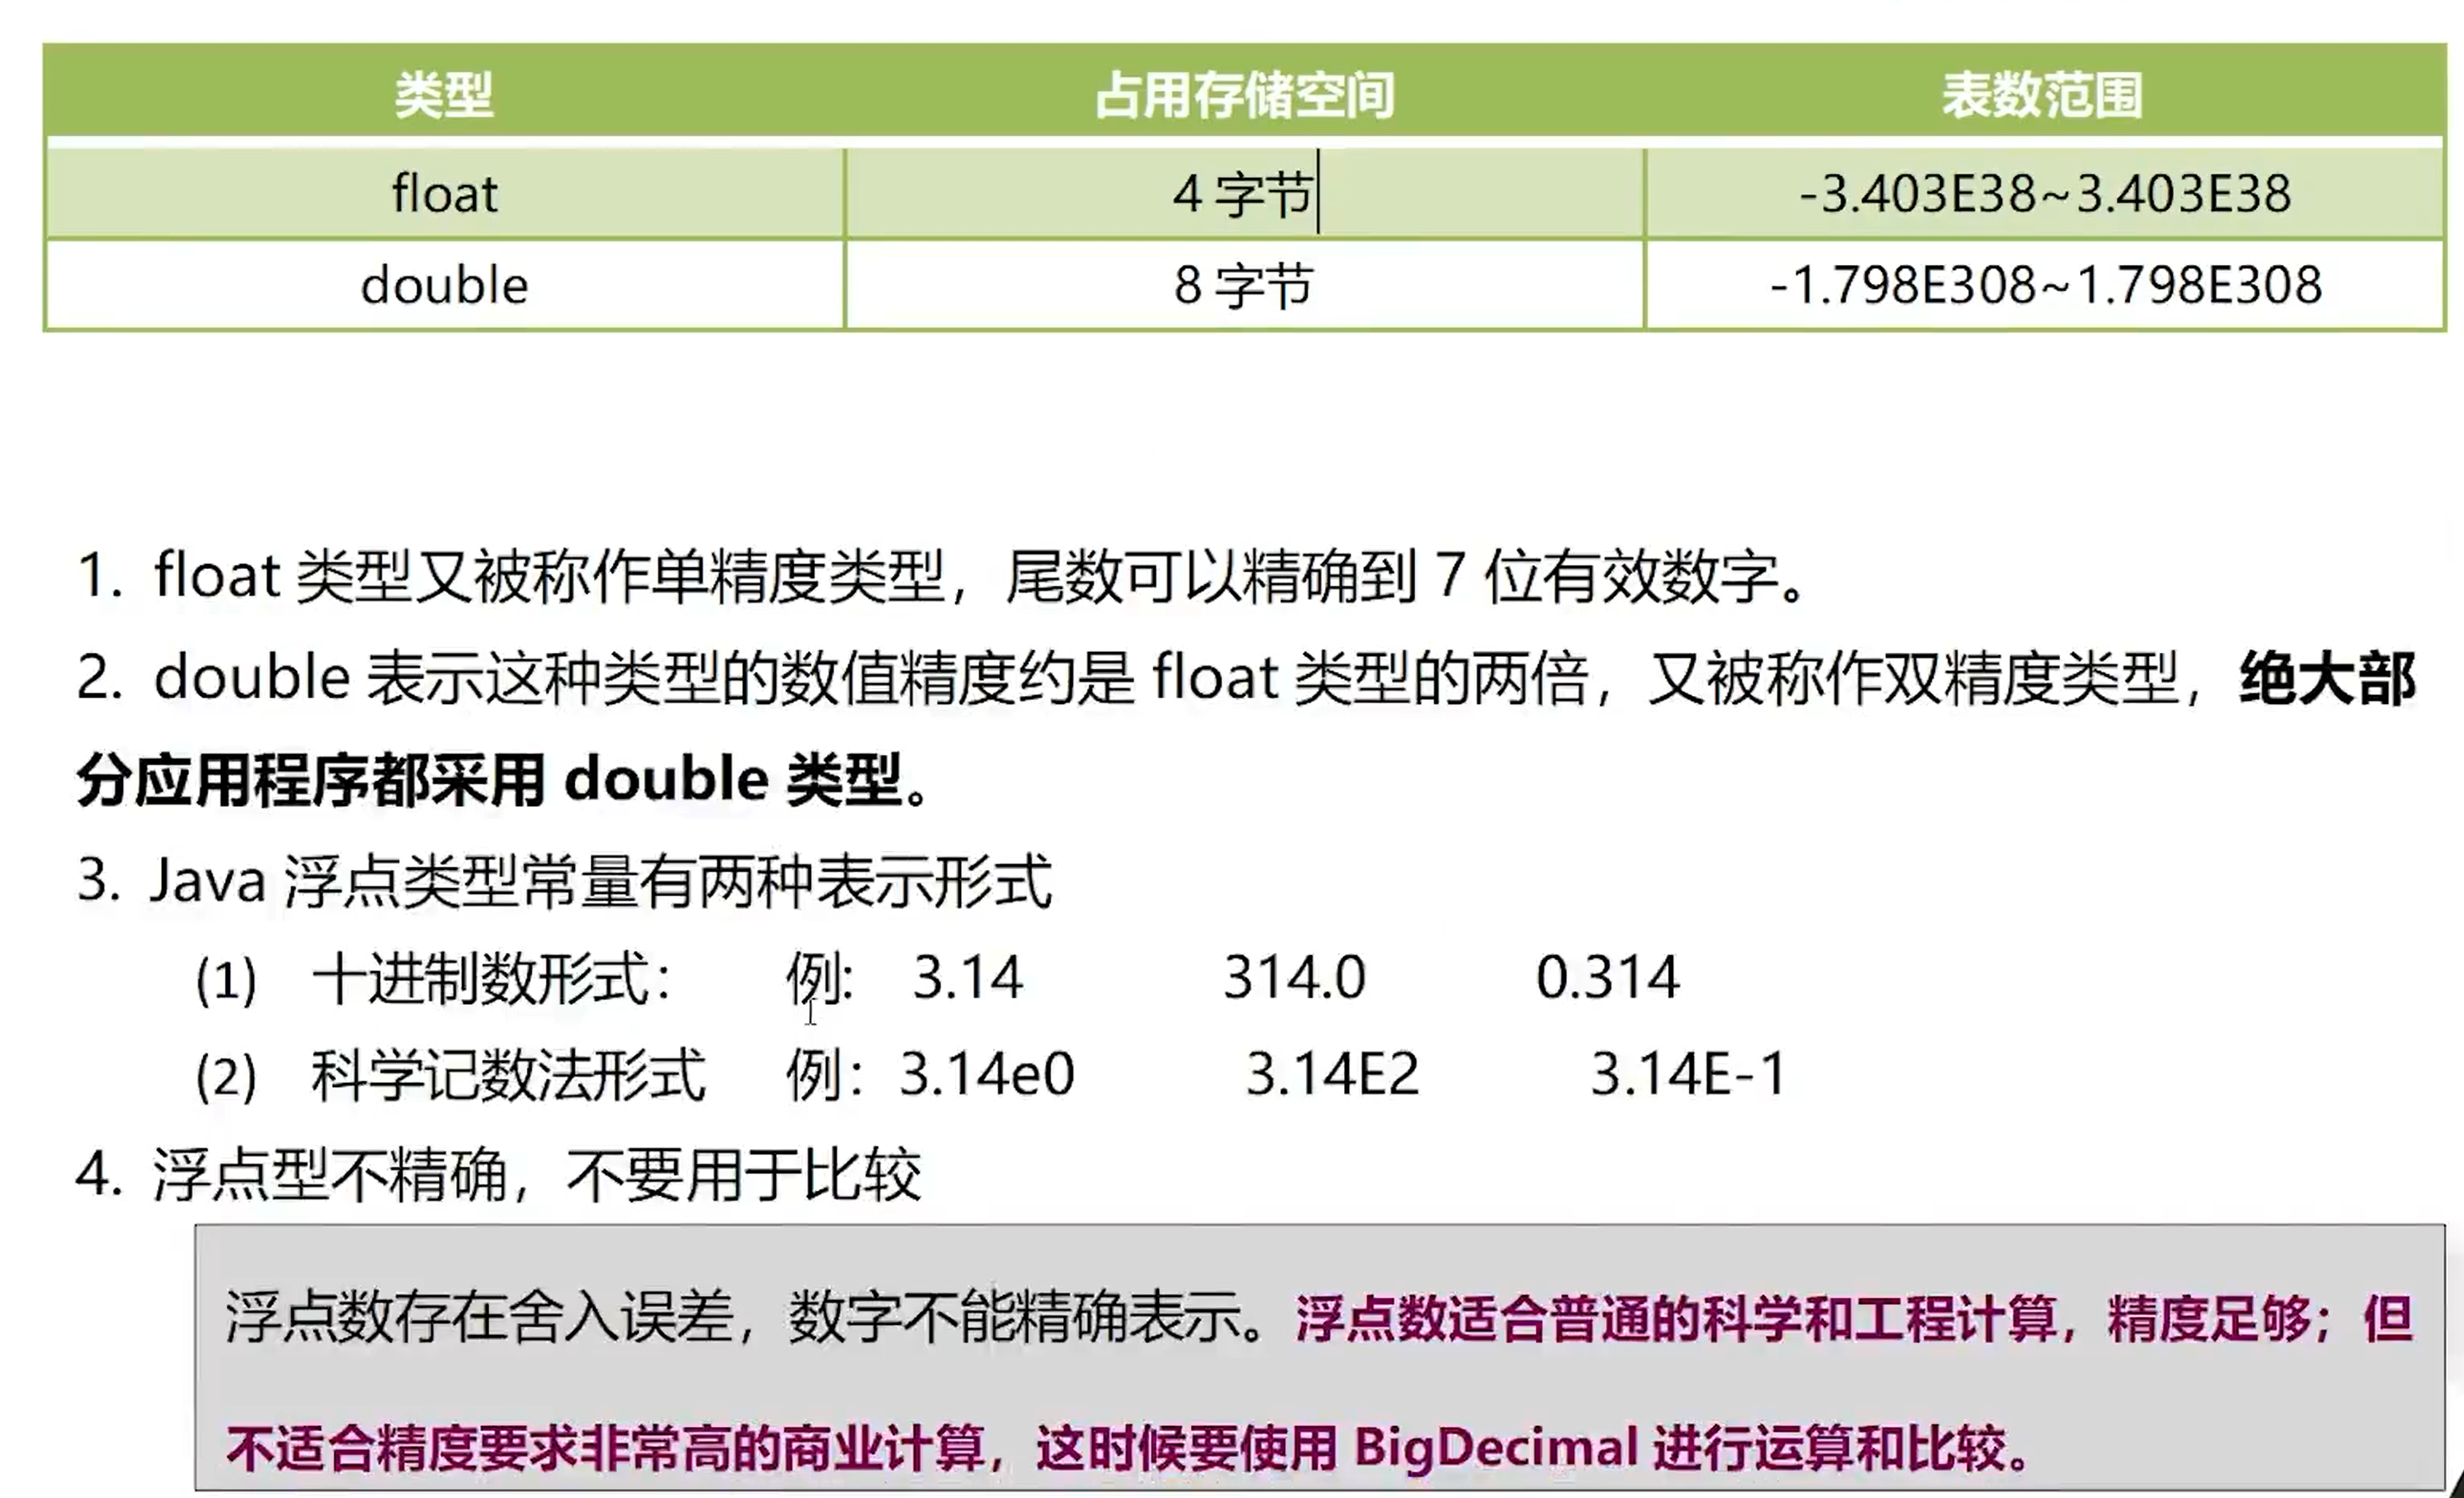 类型 占用存储空间 表数范围
float 4 字节 -3.403E38~3.403E38
double 8 字节 -1.798E308~1.798E308
1. float 类型又被称作单精度类型，尾数可以精确到 7 位有效数字。
2. double 表示这种类型的数值精度约是 float 类型的两倍，又被称作双精度类型，绝大部
分应用程序都采用 double 类型。
3. Java 浮点类型常量有两种表示形式
(1) 十进制数形式： 例: 3.14 314.0 0.314
(2) 科学记数法形式 例：3.14e0 3.14E2 3.14E-1
4. 浮点型不精确，不要用于比较
浮点数存在舍入误差，数字不能精确表示。浮点数适合普通的科学和工程计算，精度足够；但
不适合精度要求非常高的商业计算，这时候要使用 BigDecimal 进行运算和比较。